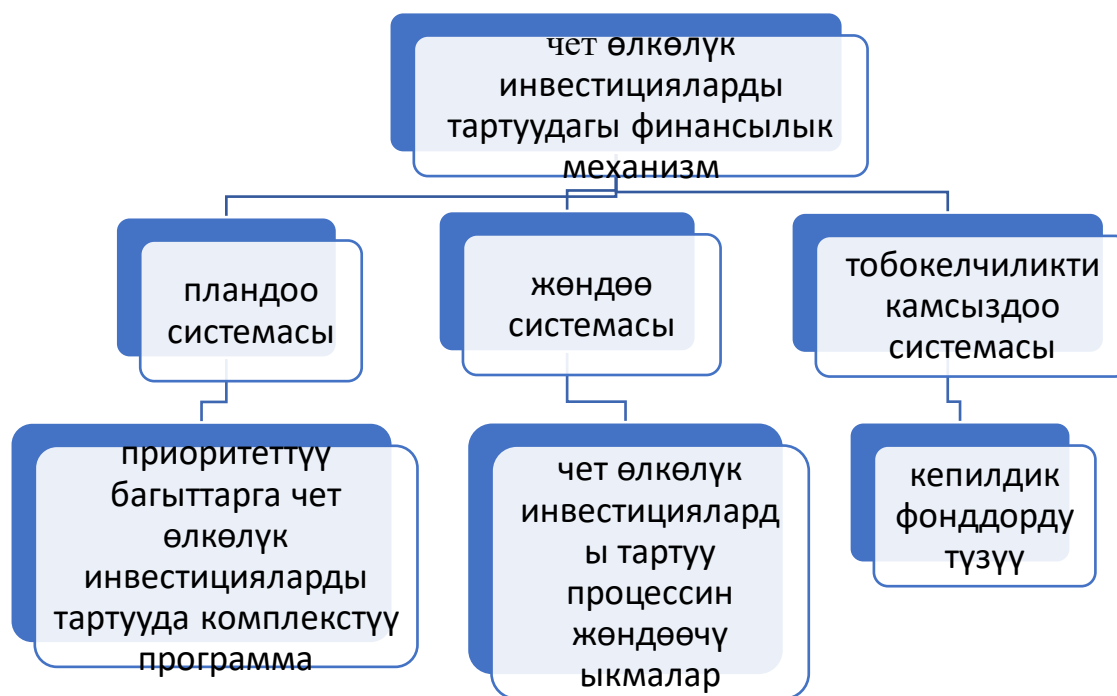 чет өлкөлүк
инвестицияларды
тартуудагы финансылык
механизм
пландоо
системасы
жөндөө
системасы
тобокелчиликти
камсыздоо
системасы
приоритеттүү
багыттарга чет
өлкөлүк
инвестицияларды
тартууда комплекстүү
программа
чет өлкөлүк
инвестициялард
ы тартуу
процессин
жөндөөчү
ыкмалар
кепилдик
фонддорду
түзүү